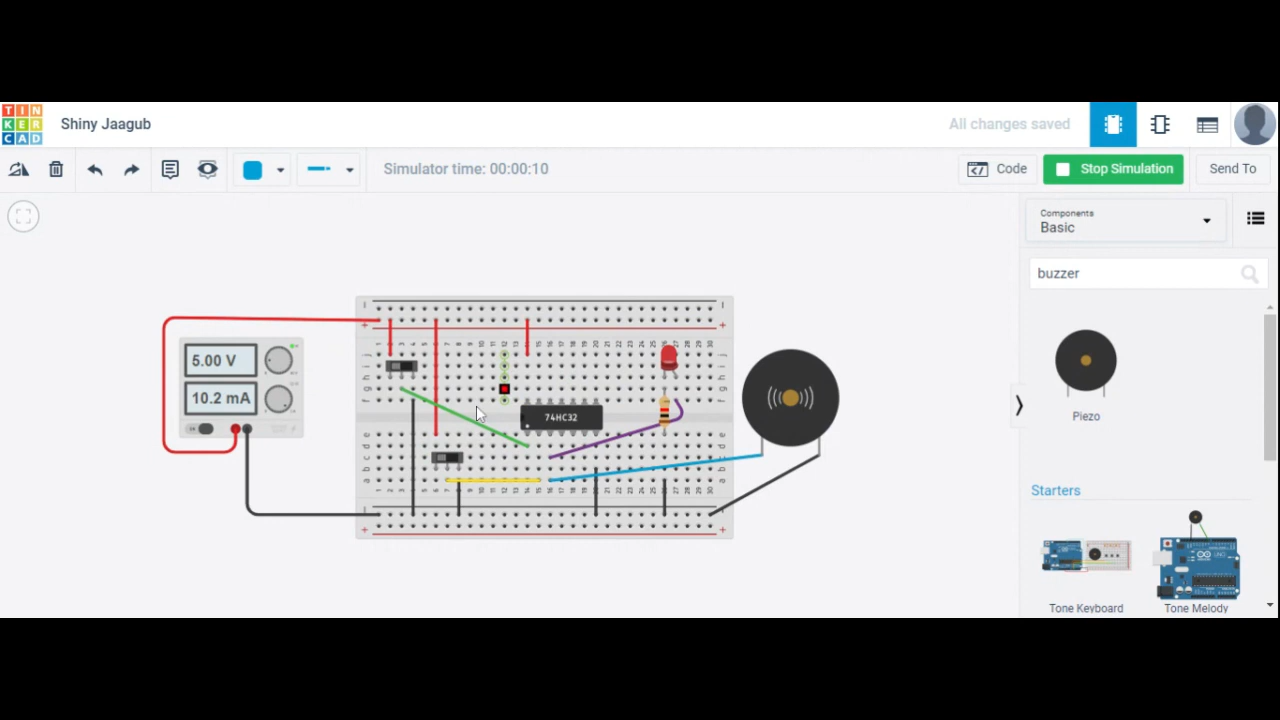 TIN
KER
CAD
Shiny Jaagub
All changes saved
Simulator time: 00:00:10
Code
Stop Simulation
Send To
Components
Basic
buzzer
5.00 V
10.2 mA
74HC32
Piezo
Starters
Tone Keyboard
Tone Melody